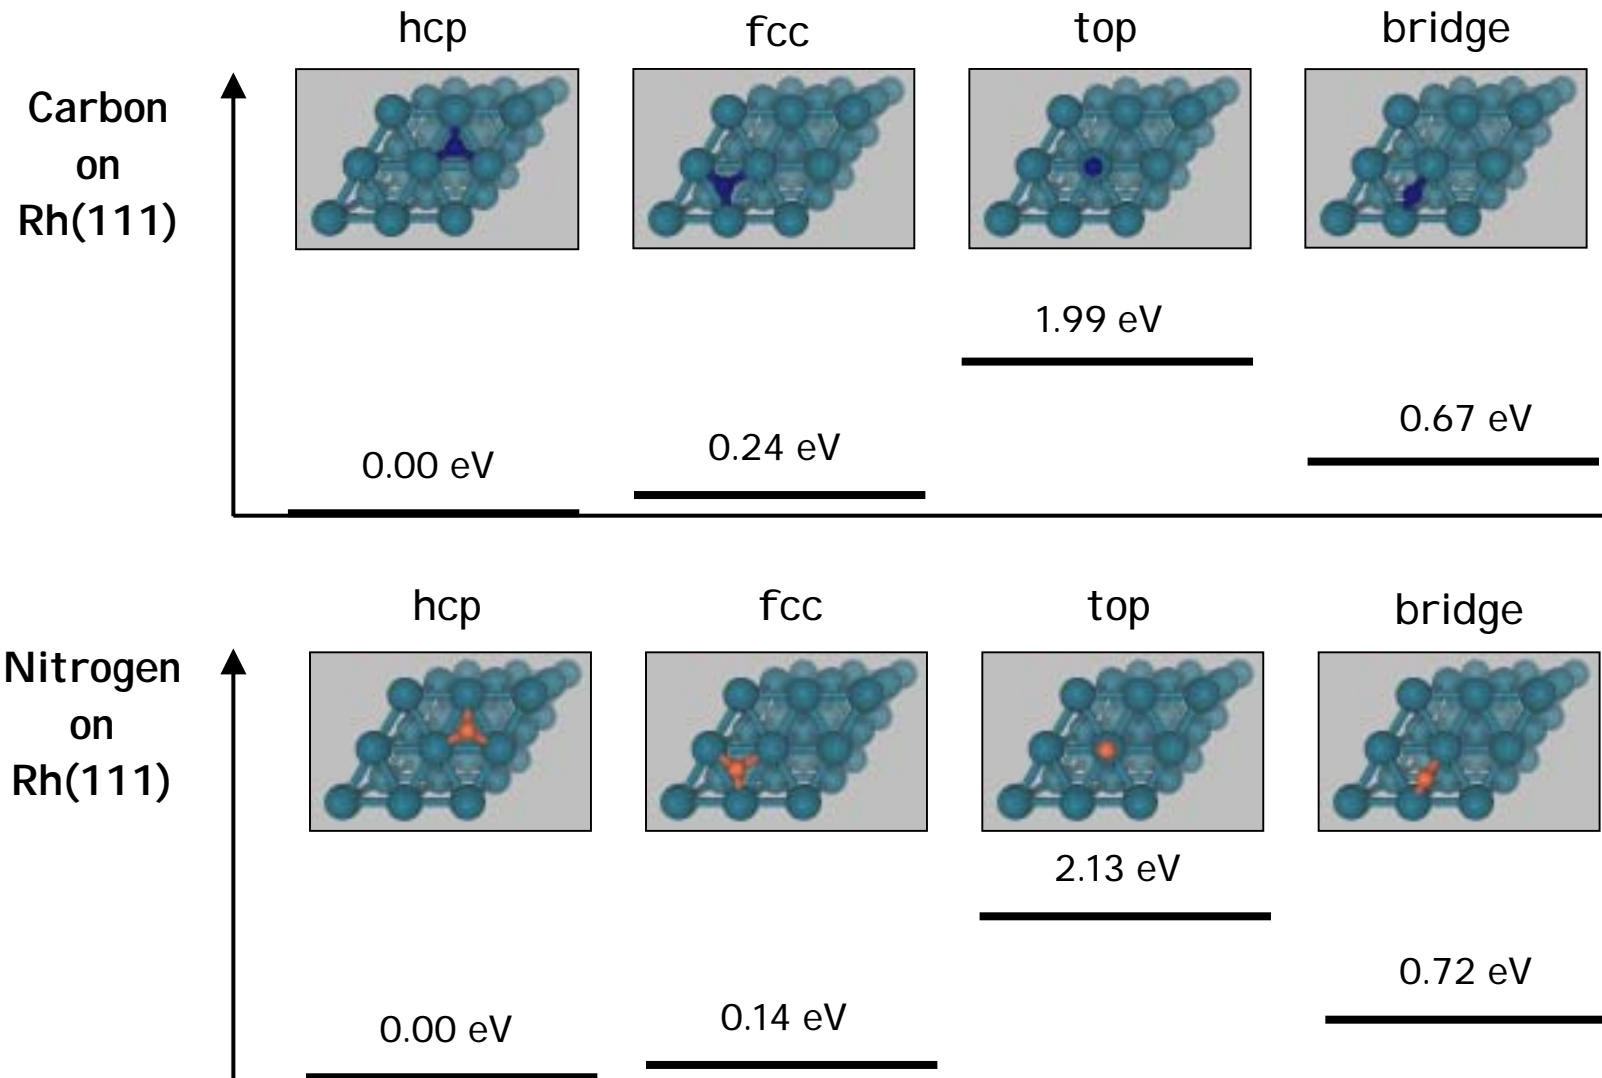 hcp
fcc
top
bridge
Carbon
on
Rh(111)
1.99 eV
0.67 eV
0.24 eV
0.00 eV
hcp
fcc
top
bridge
Nitrogen
on
Rh(111)
2.13 eV
0.72 eV
0.14 eV
0.00 eV